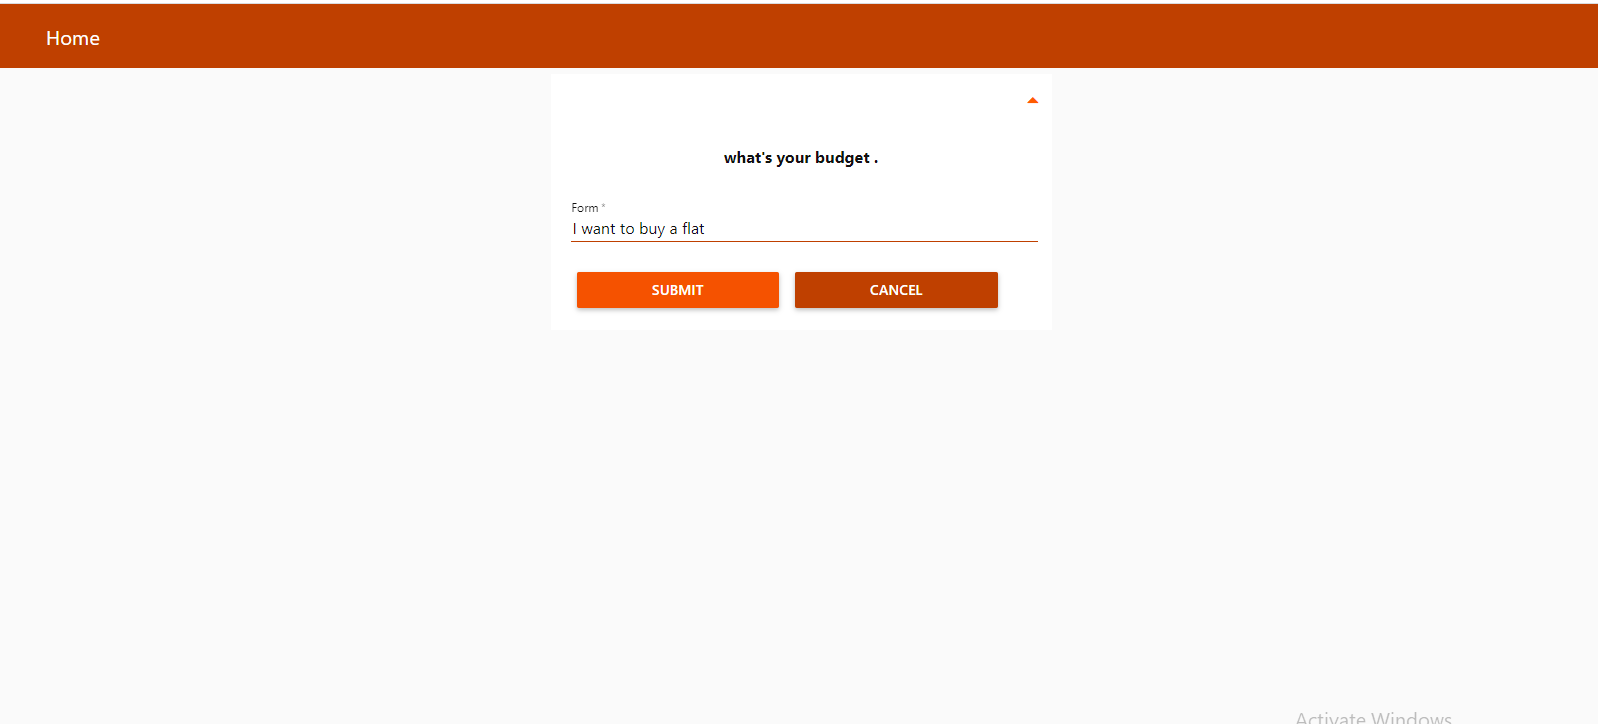 Home
what's your budget .
Form *
I want to buy a flat
SUBMIT
CANCEL
Activate Windows